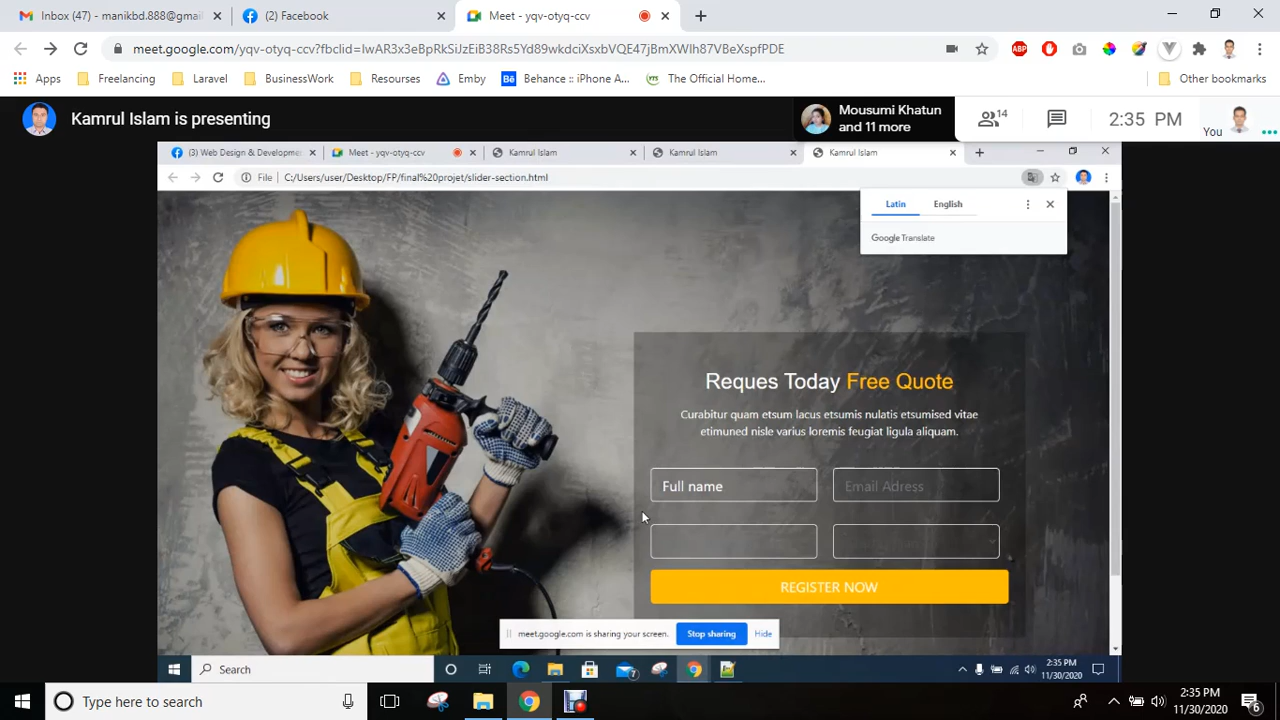 Inbox (47) - manikbd.888@gmail
(2) Facebook
Meet - yqv-otyq-ccv
meet.google.com/yqv-otyq-ccv?fbclid=IwAR3x3eBpRkSiJzEiB38Rs5Yd89wkdciXsxbVQE47jBmXWIh87VBeXspfPDE
ABP
Apps
Freelancing
Laravel
BusinessWork
Resourses
Emby
Bē
Behance :: iPhone A...
YTS
The Official Home...
Other bookmarks
Kamrul Islam is presenting
Mousumi Khatun
and 11 more
14
2:35 PM
You
(3) Web Design & Developme
Meet - yqv-otyq-ccv
Kamrul Islam
Kamrul Islam
Kamrul Islam
File
C:/Users/user/Desktop/FP/final%20projet/slider-section.html
Latin
English
Google Translate
Reques Today Free Quote
Curabitur quam etsum lacus etsumis nulatis etsumised vitae
etimuned nisle varius loremis feugiat ligula aliquam.
Full name
Email Adress
REGISTER NOW
meet.google.com is sharing your screen.
Stop sharing
Hide
Search
7
2:35 PM
11/30/2020
Type here to search
2:35 PM
11/30/2020
6